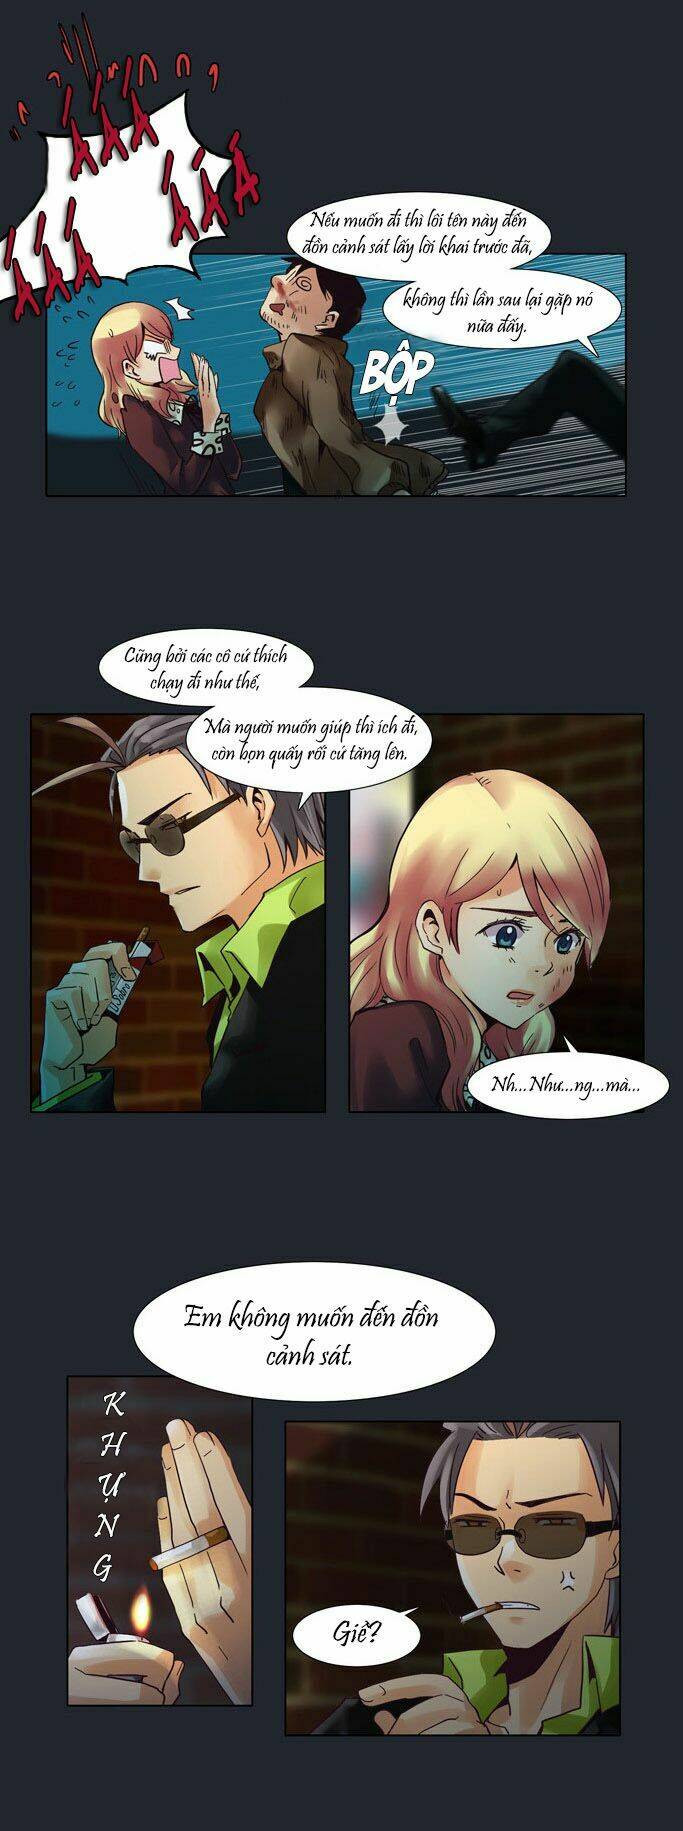 ÁÁÁÁ
ÁÁÁ
ÁÁÁ
Nếu muốn đi thì lôi tên này đến
đồn cảnh sát lấy lời khai trước đã,
không thì lần sau lại gặp nó
nữa đấy.
BỘP
Cũng bởi các cô cứ thích
chạy đi như thế,
Mà người muốn giúp thì ích đi,
còn bọn quấy rối cứ tăng lên.
Nh...Như...ng...mà...
Em không muốn đến đồn
cảnh sát.
KHỰNG
Giề?